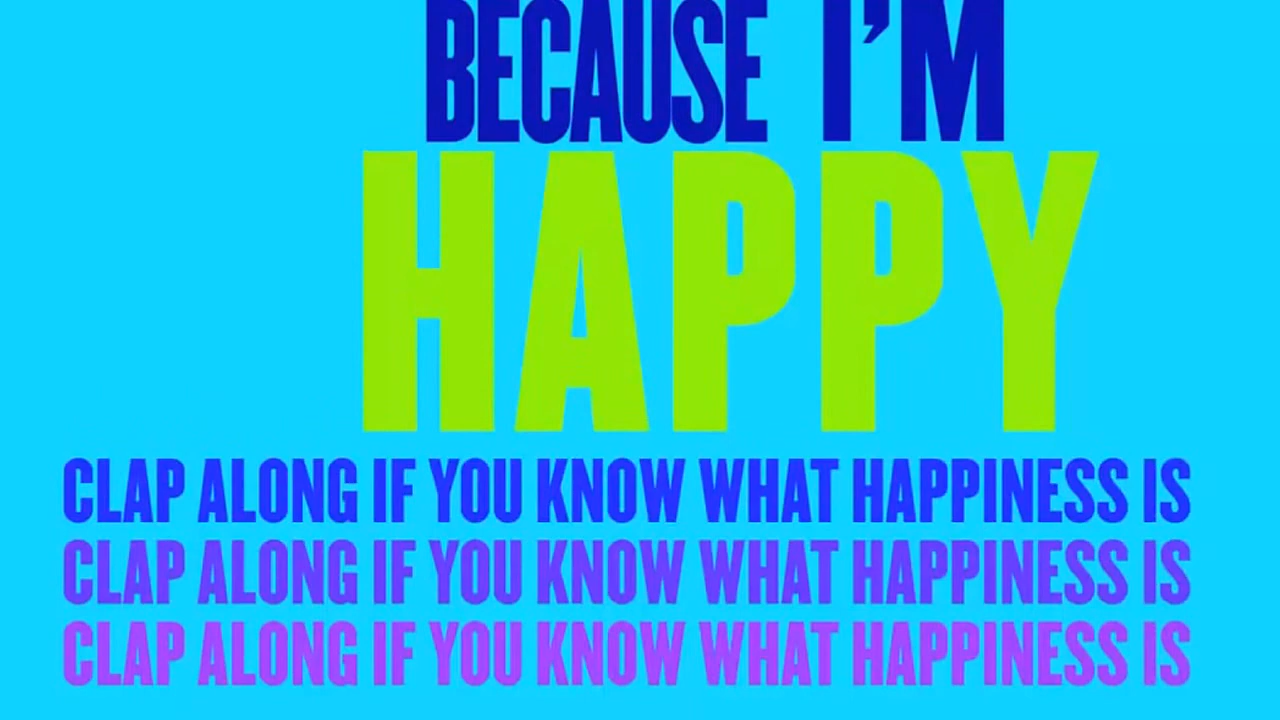 BECAUSE I'M
HAPPY
CLAP ALONG IF YOU KNOW WHAT HAPPINESS IS
CLAP ALONG IF YOU KNOW WHAT HAPPINESS IS
CLAP ALONG IF YOU KNOW WHAT HAPPINESS IS